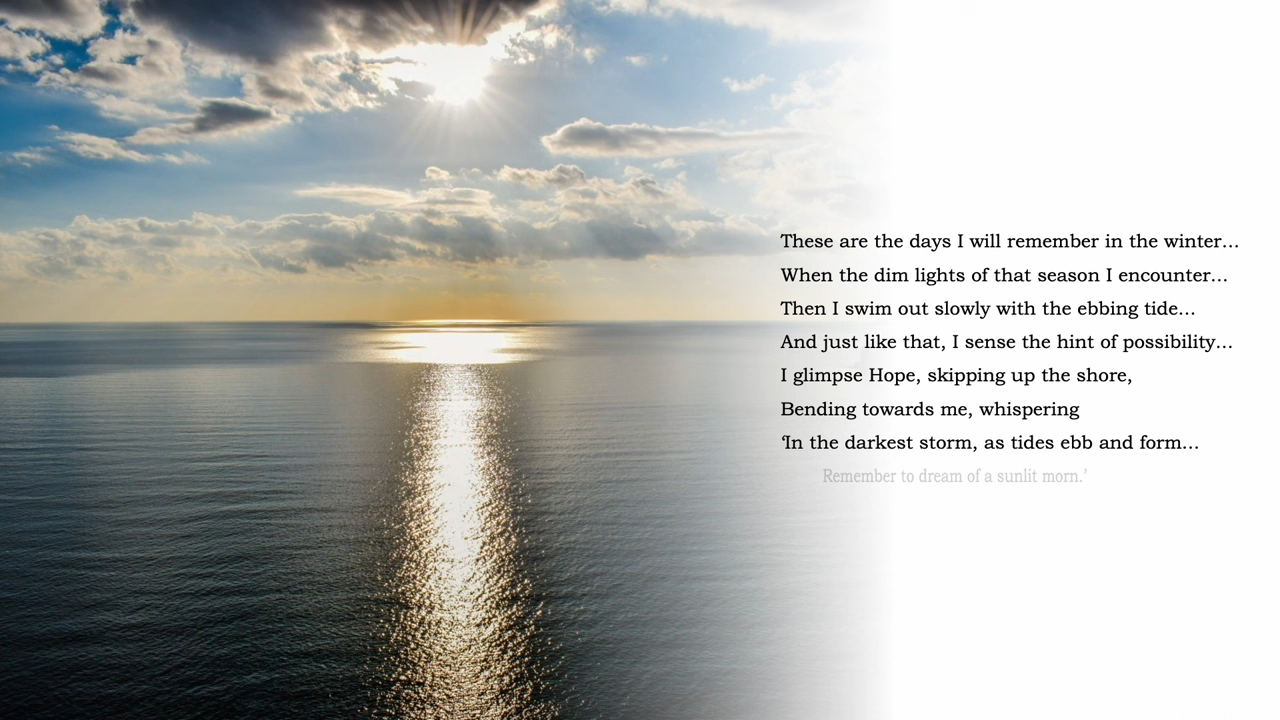 These are the days I will remember in the winter…
When the dim lights of that season I encounter…
Then I swim out slowly with the ebbing tide…
And just like that, I sense the hint of possibility…
I glimpse Hope, skipping up the shore,
Bending towards me, whispering
‘In the darkest storm, as tides ebb and form…
Remember to dream of a sunlit morn.’